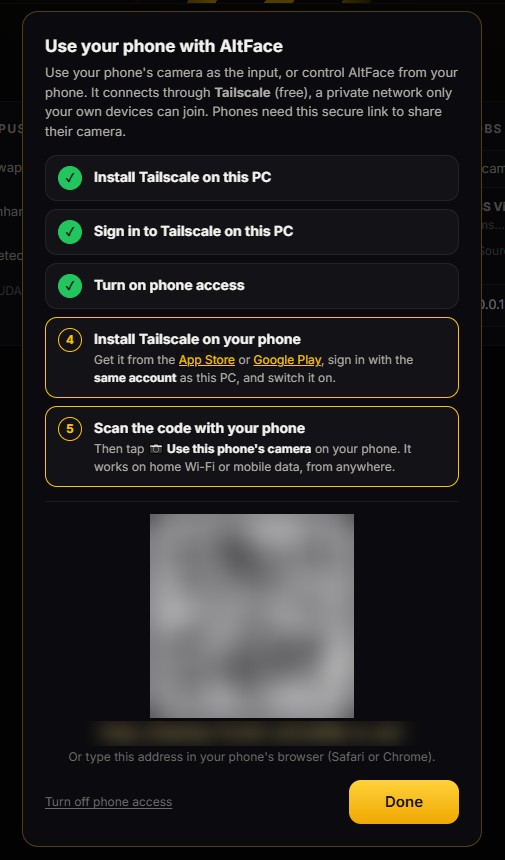 Use your phone with AltFace
Use your phone's camera as the input, or control AltFace from your
phone. It connects through Tailscale (free), a private network only
your own devices can join. Phones need this secure link to share
their camera.
✓ Install Tailscale on this PC
✓ Sign in to Tailscale on this PC
✓ Turn on phone access
4 Install Tailscale on your phone
Get it from the App Store or Google Play, sign in with the
same account as this PC, and switch it on.
5 Scan the code with your phone
Then tap 📷 Use this phone's camera on your phone. It
works on home Wi-Fi or mobile data, from anywhere.
Or type this address in your phone's browser (Safari or Chrome).
Turn off phone access
Done